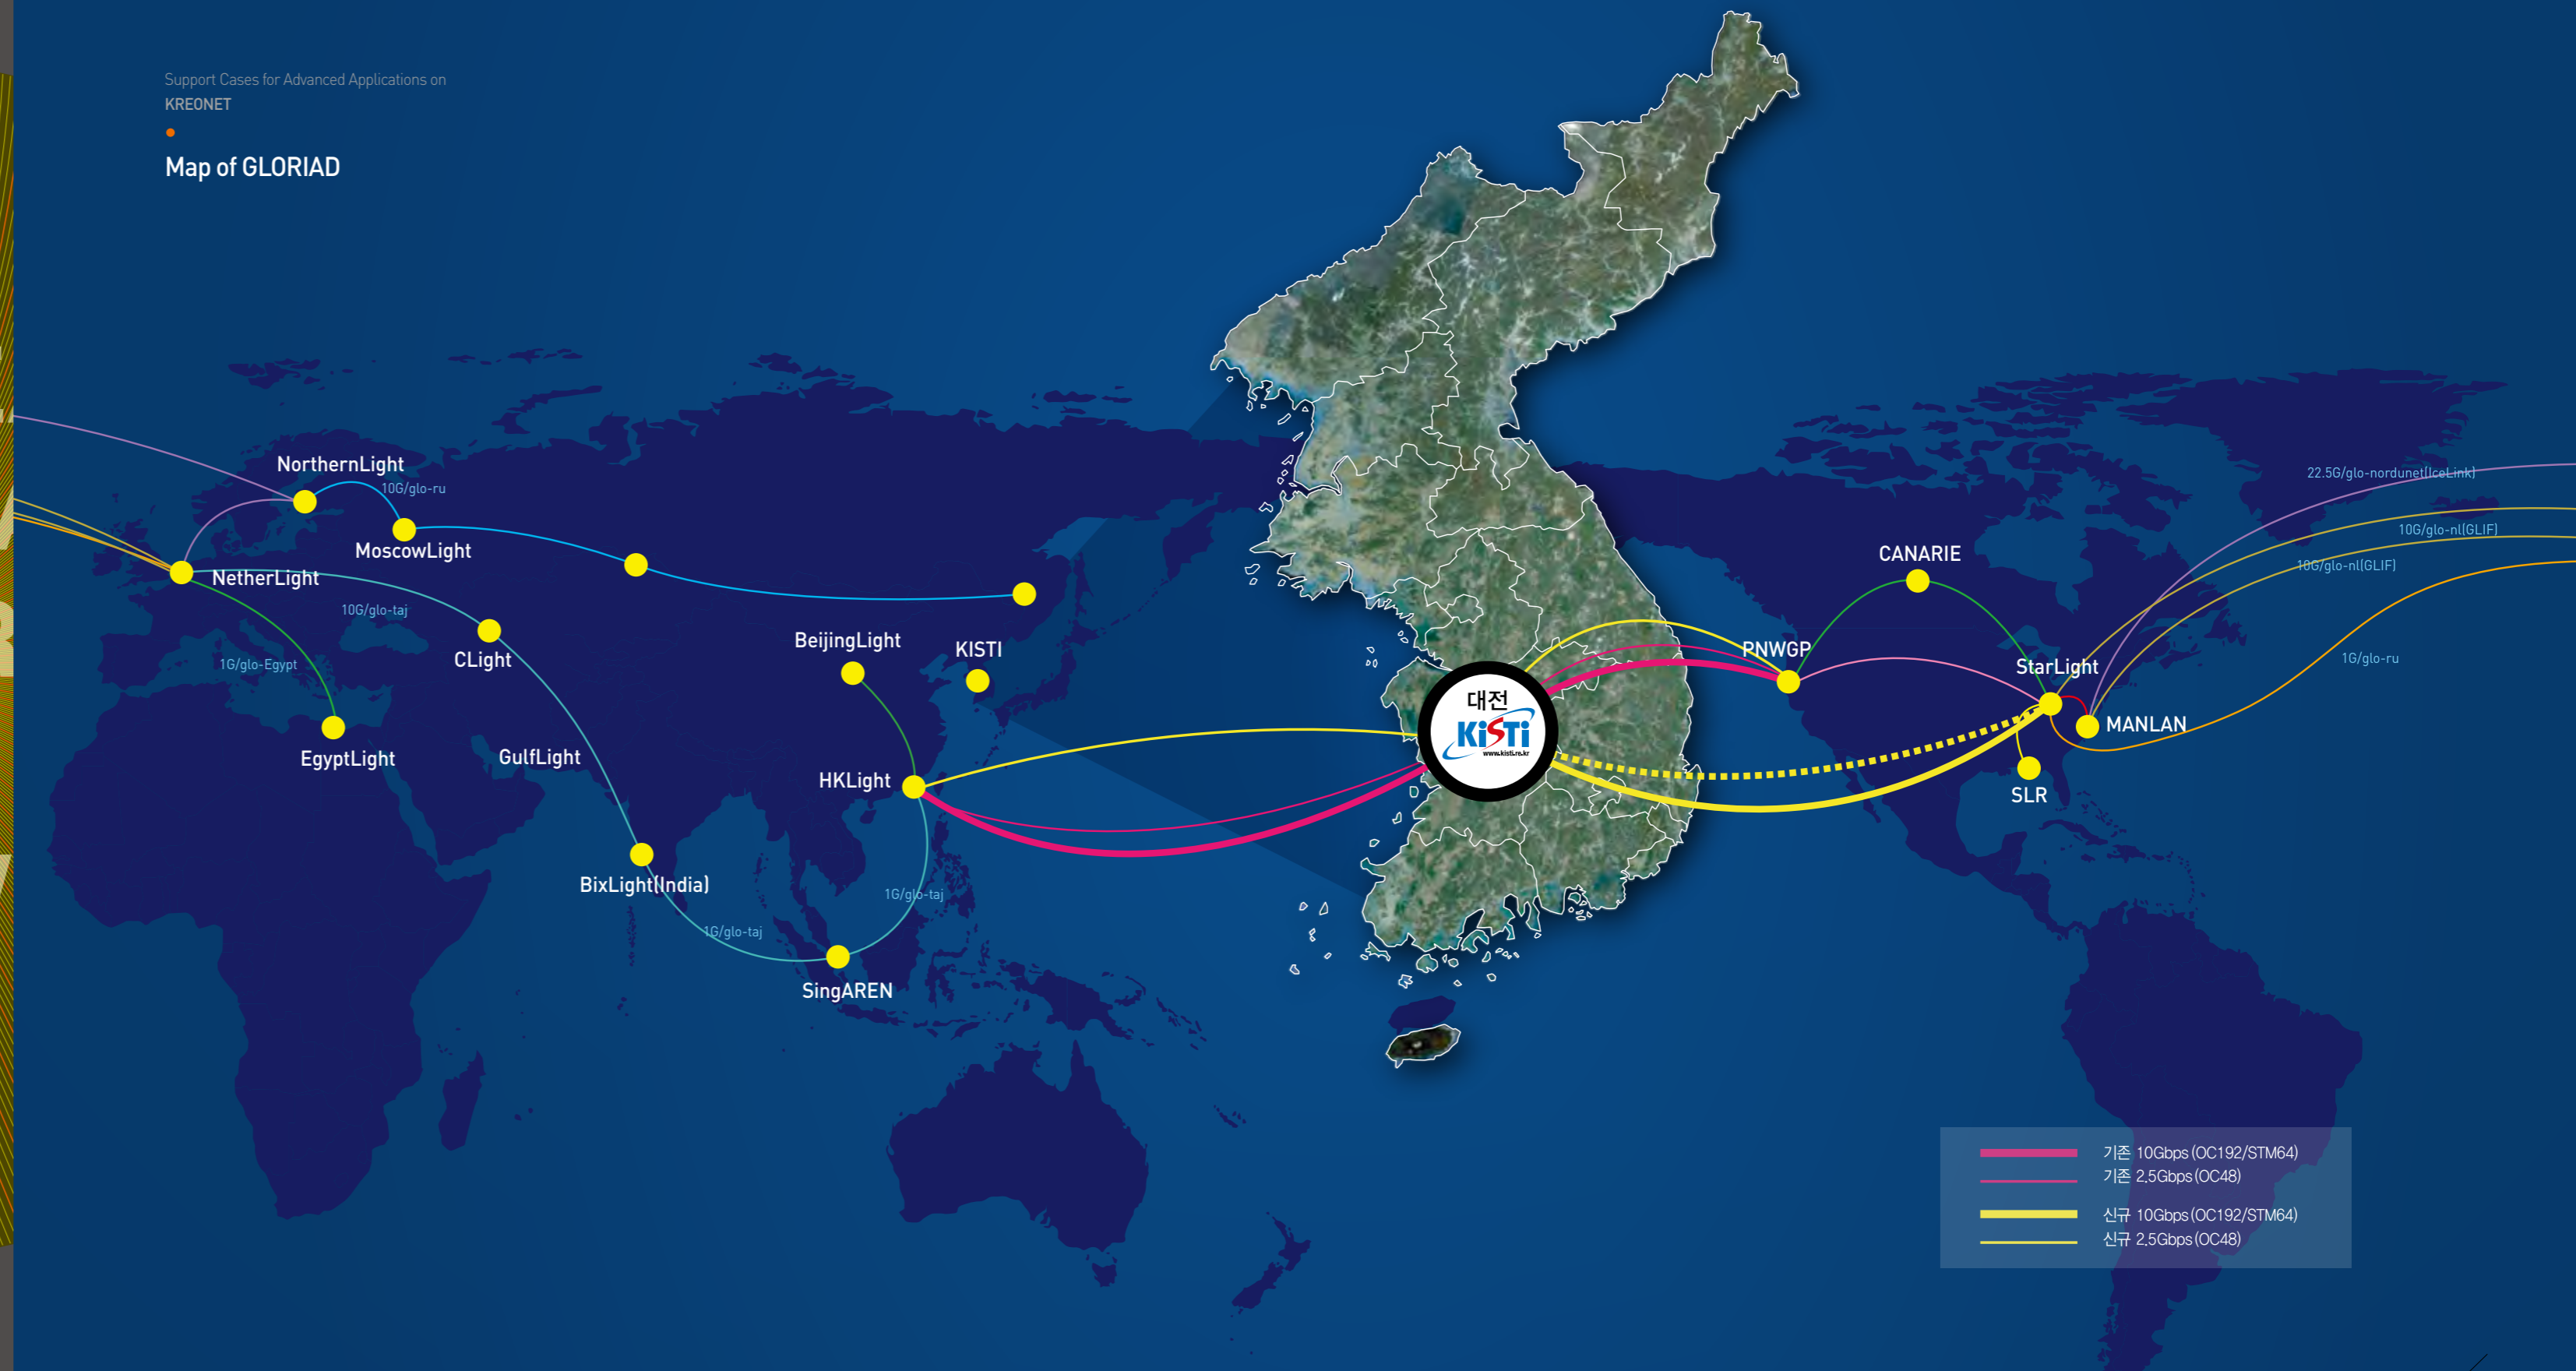 Support Cases for Advanced Applications on
KREONET
Map of GLORIAD
NorthernLight
10G/glo-ru
MoscowLight
NetherLight
10G/glo-taj
1G/glo-Egypt
CLight
BeijingLight
KISTI
EgyptLight
GulfLight
HKLight
BixLight(India)
1G/glo-taj
1G/glo-taj
SingAREN
대전
KiSTi
www.kisti.re.kr
PNWGP
CANARIE
StarLight
MANLAN
SLR
22.5G/glo-nordunet(IceLink)
10G/glo-nl(GLIF)
10G/glo-nl(GLIF)
1G/glo-ru
기존 10Gbps(OC192/STM64)
기존 2.5Gbps(OC48)
신규 10Gbps(OC192/STM64)
신규 2.5Gbps(OC48)